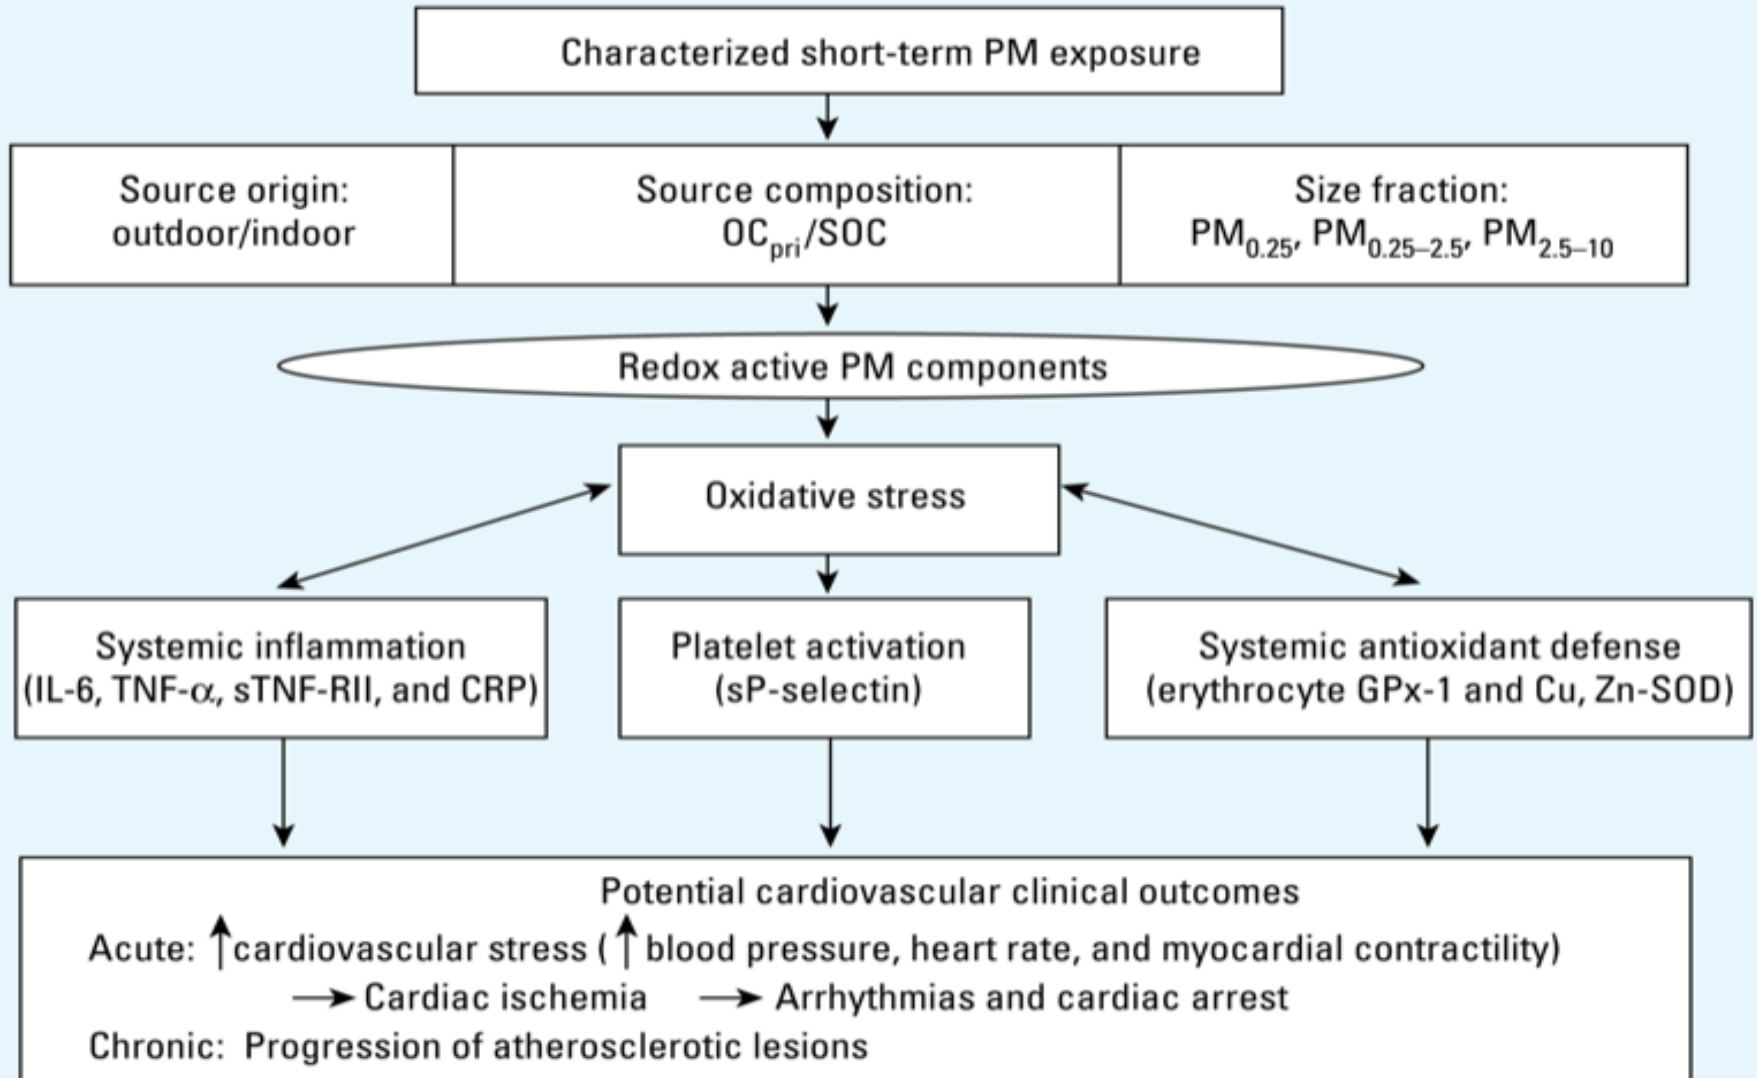 Characterized short-term PM exposure
Source origin:
outdoor/indoor
Source composition:
OCpri/SOC
Size fraction:
PM0.25, PM0.25–2.5, PM2.5–10
Redox active PM components
Oxidative stress
Systemic inflammation
(IL-6, TNF-α, sTNF-RII, and CRP)
Platelet activation
(sP-selectin)
Systemic antioxidant defense
(erythrocyte GPx-1 and Cu, Zn-SOD)
Potential cardiovascular clinical outcomes
Acute: ↑cardiovascular stress (↑ blood pressure, heart rate, and myocardial contractility)
→ Cardiac ischemia → Arrhythmias and cardiac arrest
Chronic: Progression of atherosclerotic lesions